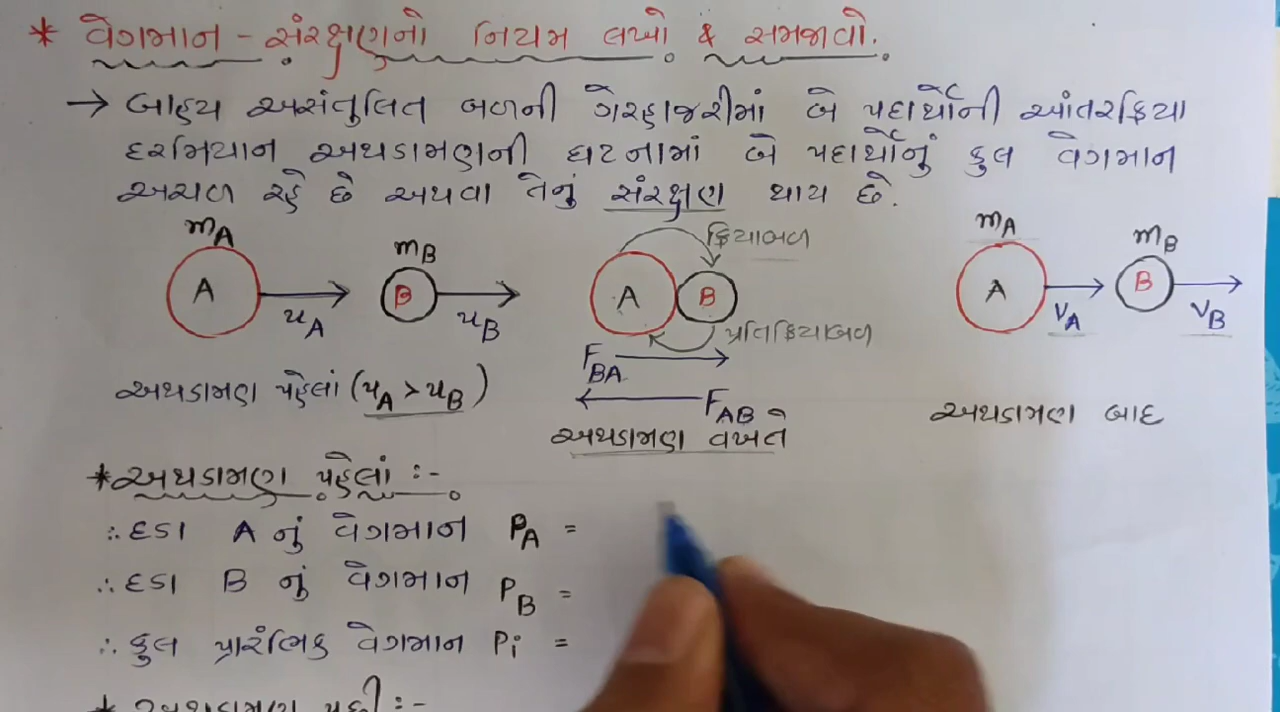 * વેગમાન - સંરક્ષણનો નિયમ લખો & સમજાવો.
→ બાહ્ય અસંતુલિત બળની ગેરહાજરીમાં બે પદાર્થોની આંતરક્રિયા
દરમિયાન અથડામણની ઘટનામાં બે પદાર્થોનું કુલ વેગમાન
અચળ રહે છે અથવા તેનું સંરક્ષણ થાય છે.
mA
A
uA
mB
B
uB
અથડામણ પહેલાં (uA > uB)
ક્રિયાબળ
A
B
પ્રતિક્રિયાબળ
FBA
FAB
અથડામણ વખતે
mA
A
vA
mB
B
vB
અથડામણ બાદ
* અથડામણ પહેલાં :-
∴ દડા A નું વેગમાન PA =
∴ દડા B નું વેગમાન PB =
∴ કુલ પ્રારંભિક વેગમાન Pi =
* અથડામણ પછી :-